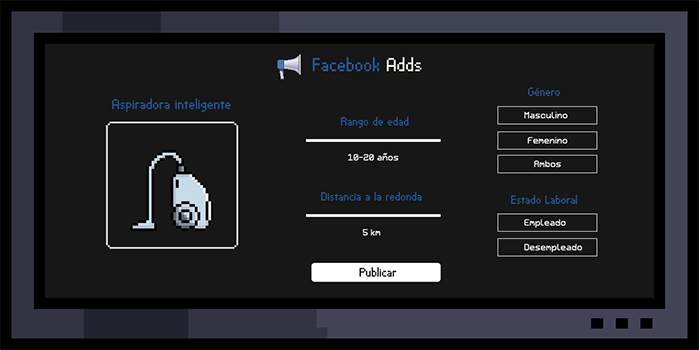 Facebook Adds
Aspiradora inteligente
Rango de edad
10-20 años
Distancia a la redonda
5 km
Publicar
Género
Masculino
Femenino
Ambos
Estado Laboral
Empleado
Desempleado